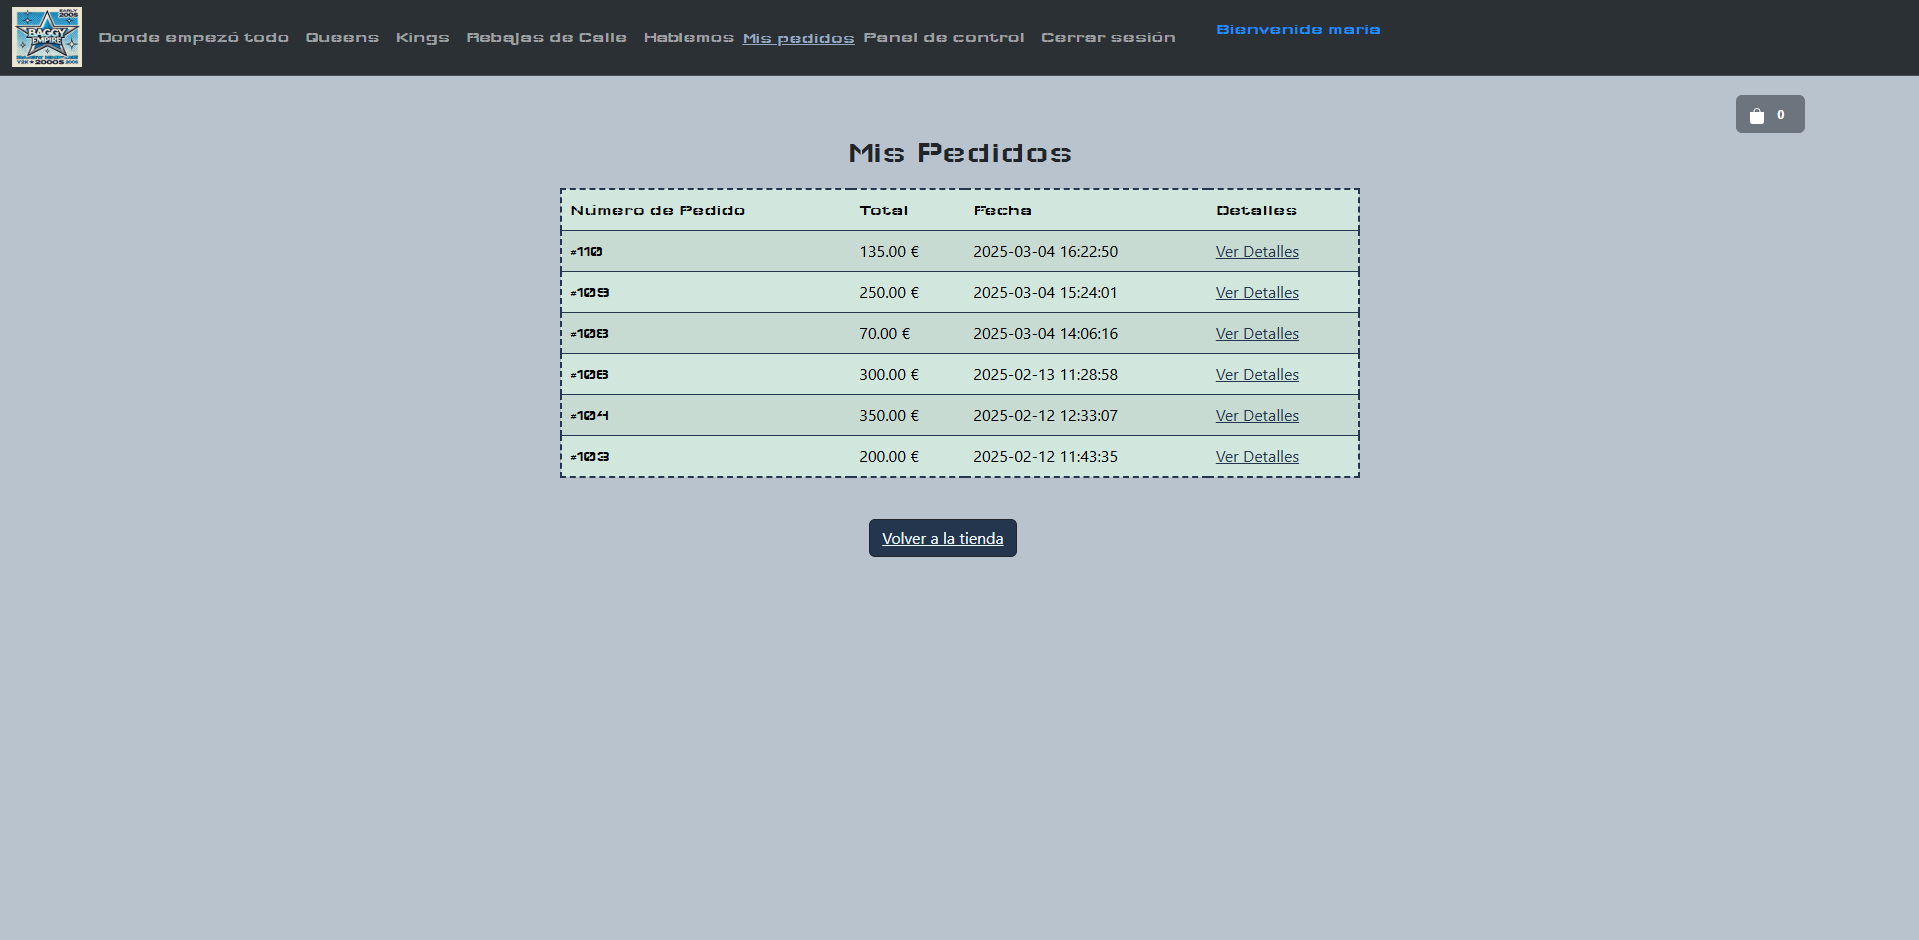 EARLY
2005
BAGGY
EMPIRE
Donde empezó todo Queens Kings Rebajas de Calle Hablemos Mis pedidos Panel de control Cerrar sesión Bienvenide maria
0
Mis Pedidos
Número de Pedido Total Fecha Detalles
#110 135.00 € 2025-03-04 16:22:50 Ver Detalles
#109 250.00 € 2025-03-04 15:24:01 Ver Detalles
#108 70.00 € 2025-03-04 14:06:16 Ver Detalles
#106 300.00 € 2025-02-13 11:28:58 Ver Detalles
#104 350.00 € 2025-02-12 12:33:07 Ver Detalles
#103 200.00 € 2025-02-12 11:43:35 Ver Detalles
Volver a la tienda